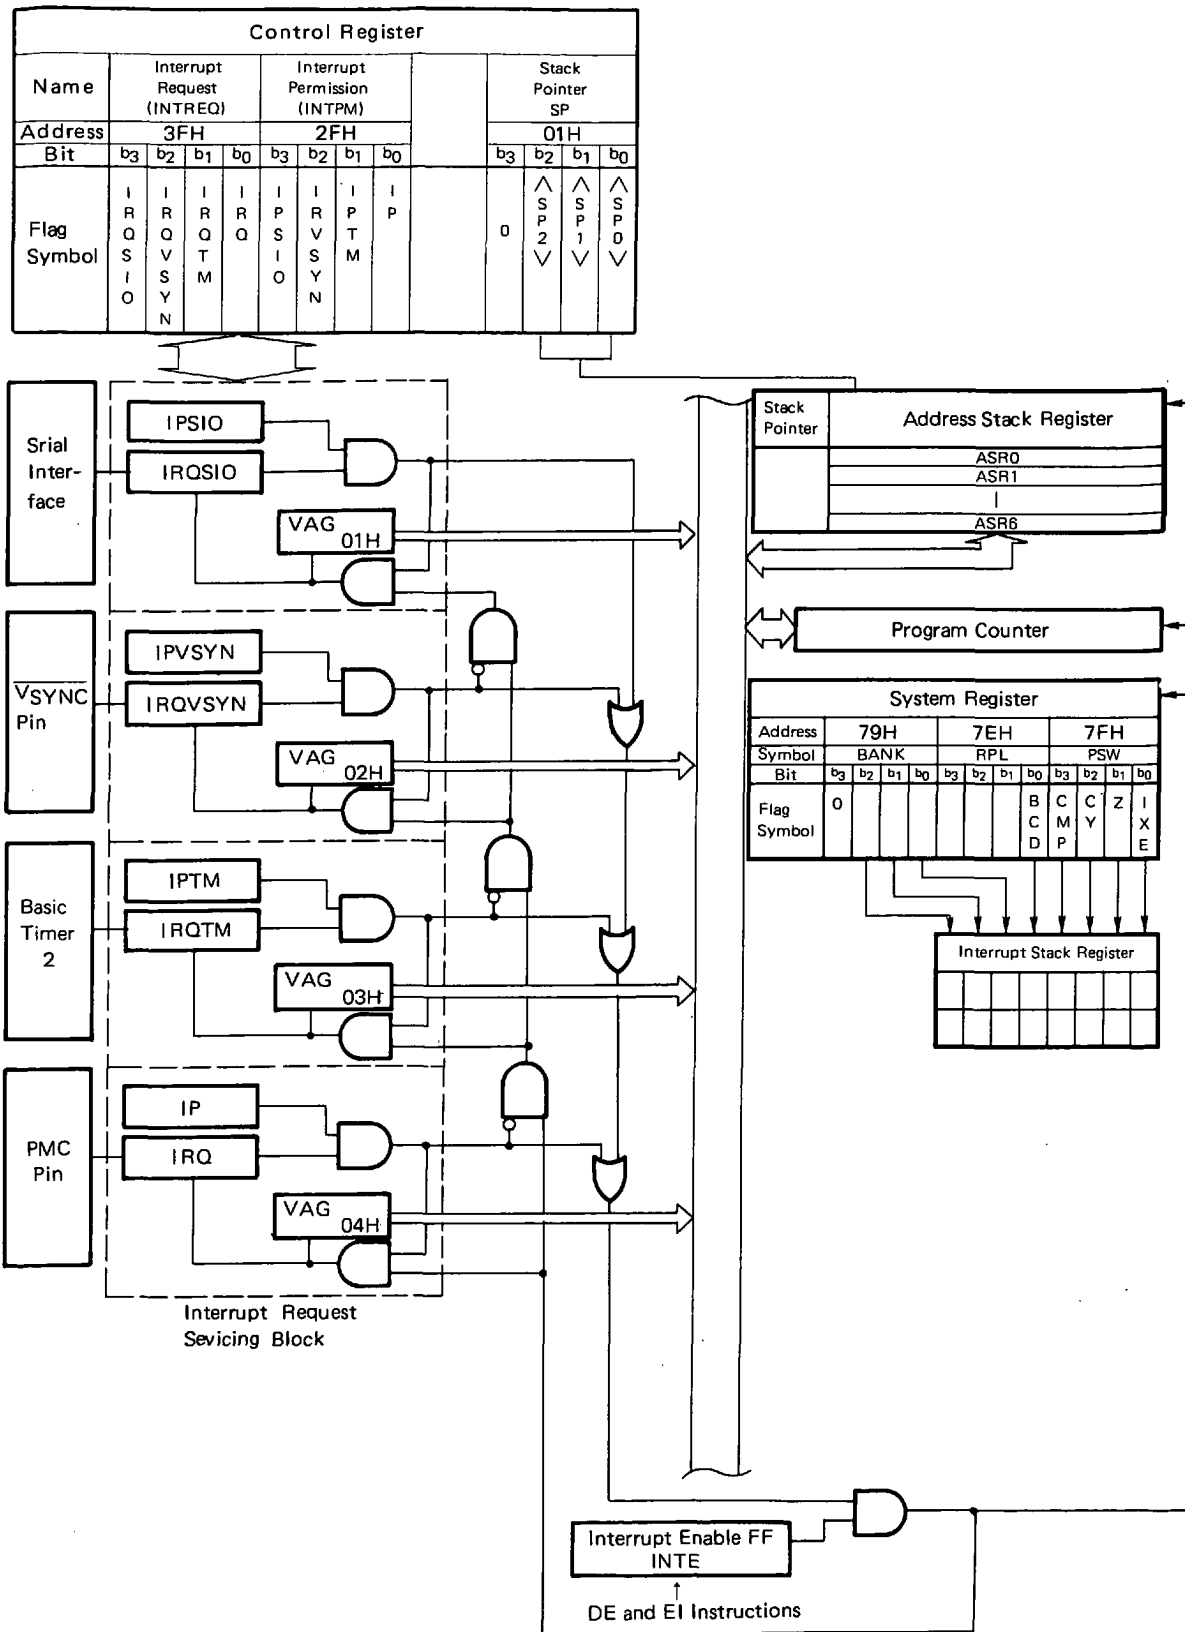 Control Register
Name
Interrupt
Request
(INTREQ)
Interrupt
Permission
(INTPM)
Stack
Pointer
SP
Address 3FH 2FH 01H
Bit b3 b2 b1 b0 b3 b2 b1 b0 b3 b2 b1 b0
Flag
Symbol
IRQSIO
IRQVSYN
IRQTM
IRQ
IPSIO
IRVSYN
IPTM
IP
0
<SP2>
<SP1>
<SP0>
Srial
Inter-
face
IPSIO
IRQSIO
VAG
01H
VSYNC
Pin
IPVSYN
IRQVSYN
VAG
02H
Basic
Timer
2
IPTM
IRQTM
VAG
03H
PMC
Pin
IP
IRQ
VAG
04H
Interrupt Request
Sevicing Block
Stack
Pointer
Address Stack Register
ASR0
ASR1
|
ASR6
Program Counter
System Register
Address 79H 7EH 7FH
Symbol BANK RPL PSW
Bit b3 b2 b1 b0 b3 b2 b1 b0 b3 b2 b1 b0
Flag
Symbol
0
BCD
CMP
CY
Z
IXE
Interrupt Stack Register
Interrupt Enable FF
INTE
DE and EI Instructions